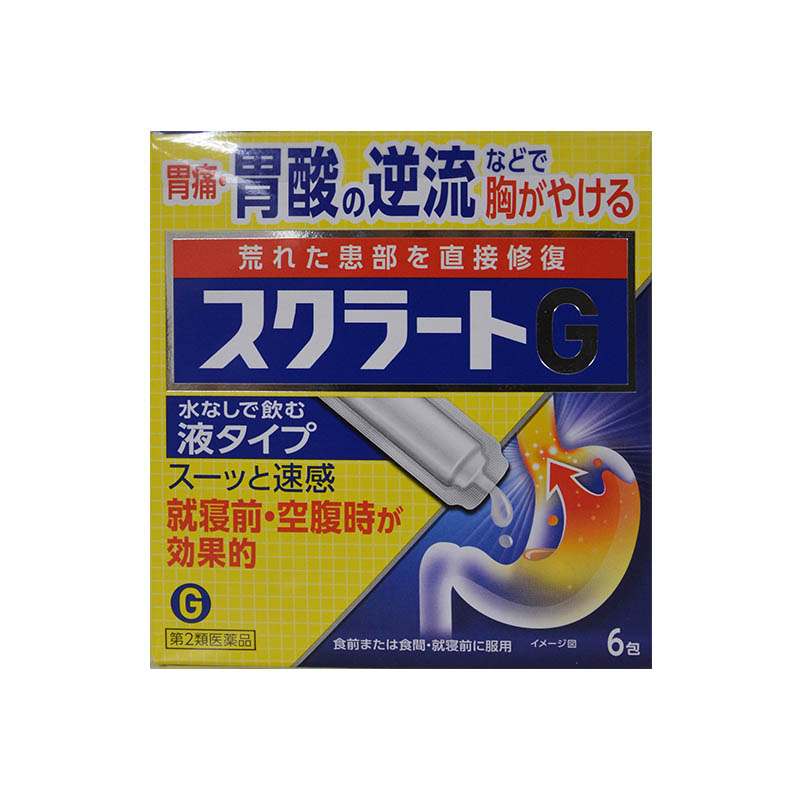 胃痛・胃酸の逆流などで胸がやける
荒れた患部を直接修復
スクラートG
水なしで飲む
液タイプ
スーッと速感
就寝前・空腹時が
効果的
G
第2類医薬品
食前または食間・就寝前に服用
イメージ図
6包